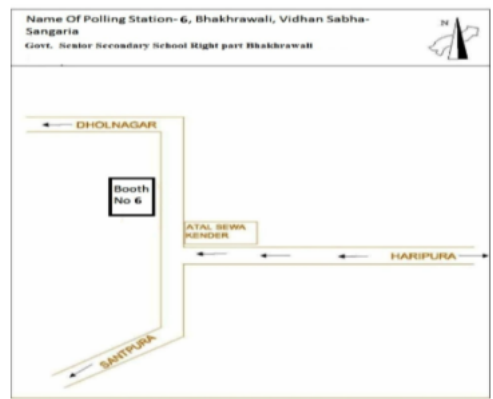 Name Of Polling Station- 6, Bhakhrawali, Vidhan Sabha-
Sangaria
Govt. Senior Secondary School Right part Bhakhrawali
N
DHOLNAGAR
Booth
No 6
ATAL SEWA
KENDER
HARIPURA
SANTPURA